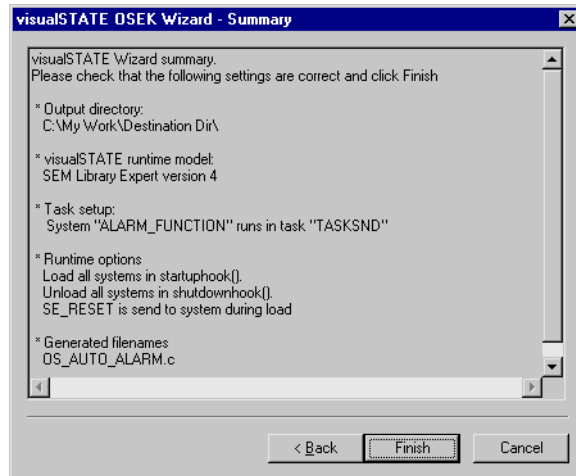 visualSTATE OSEK Wizard - Summary
visualSTATE Wizard summary.
Please check that the following settings are correct and click Finish
* Output directory:
C:\My Work\Destination Dir\
* visualSTATE runtime model:
SEM Library Expert version 4
* Task setup:
System "ALARM_FUNCTION" runs in task "TASKSND"
* Runtime options
Load all systems in startuphook().
Unload all systems in shutdownhook().
SE_RESET is send to system during load
* Generated filenames
OS_AUTO_ALARM.c
< Back Finish Cancel